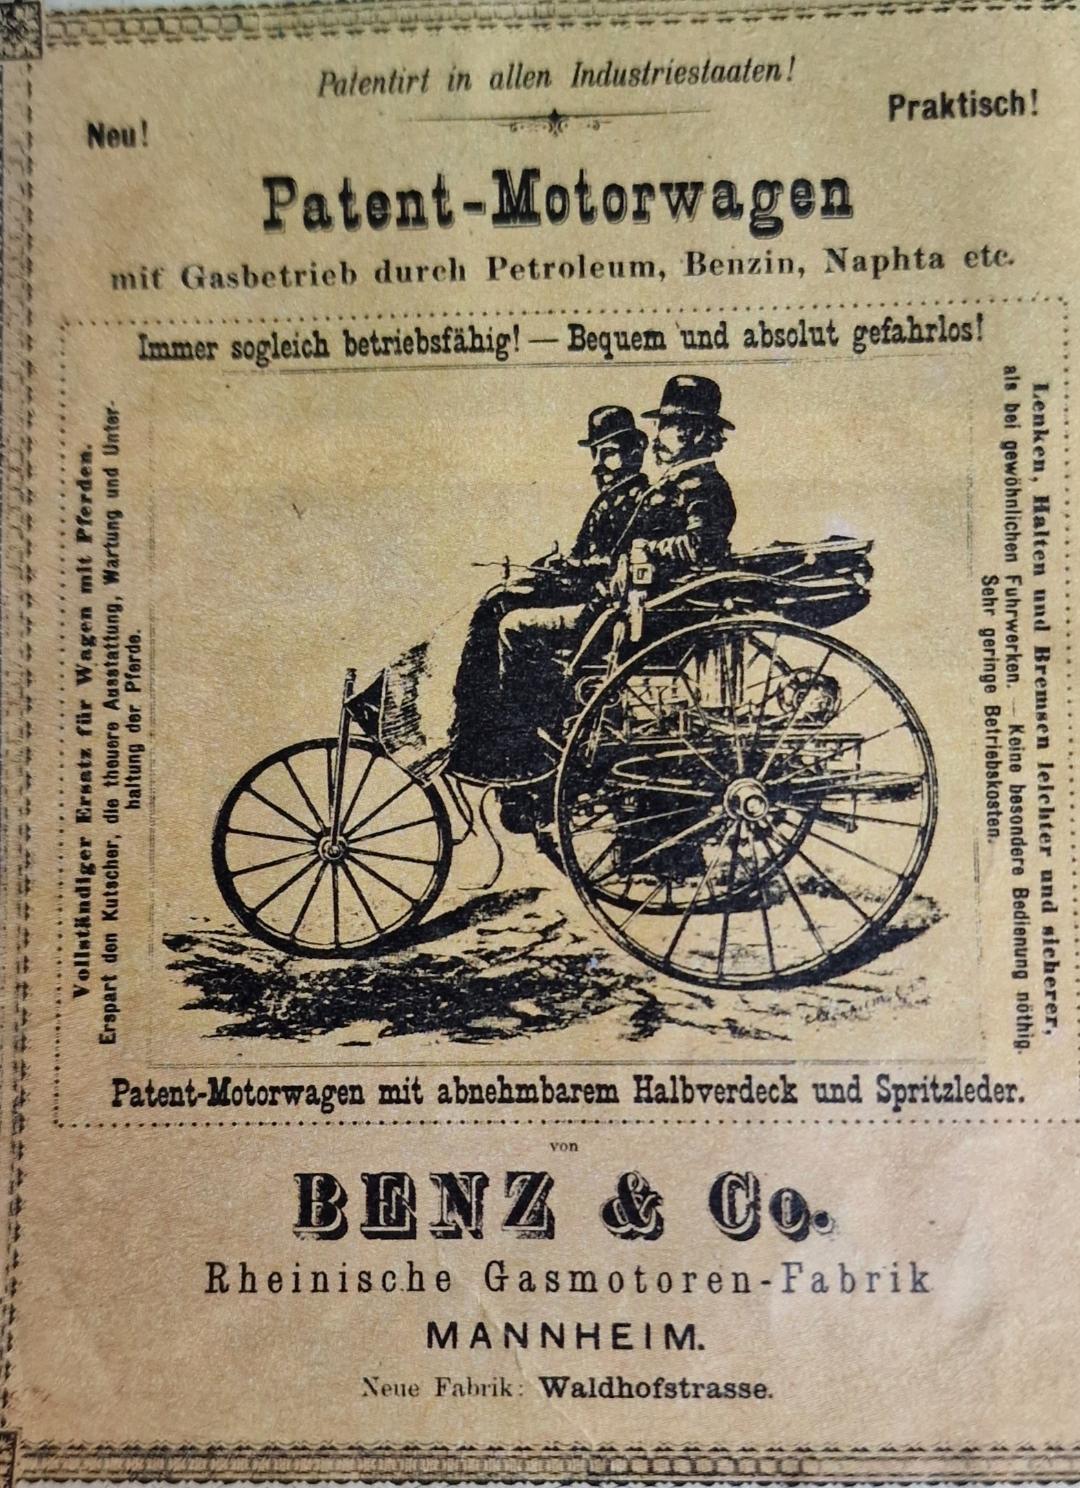 Patentirt in allen Industriestaaten!
Neu!
Praktisch!
Patent-Motorwagen
mit Gasbetrieb durch Petroleum, Benzin, Naphta etc.
Immer sogleich betriebsfähig! — Bequem und absolut gefahrlos!
Vollständiger Ersatz für Wagen mit Pferden.
Erspart den Kutscher, die theuere Ausstattung, Wartung und Unter-
haltung der Pferde.
Lenken, Halten und Bremsen leichter und sicherer,
als bei gewöhnlichen Fuhrwerken. — Keine besondere Bedienung nöthig.
Sehr geringe Betriebskosten.
Patent-Motorwagen mit abnehmbarem Halbverdeck und Spritzleder.
von
BENZ & Co.
Rheinische Gasmotoren-Fabrik
MANNHEIM.
Neue Fabrik: Waldhofstrasse.